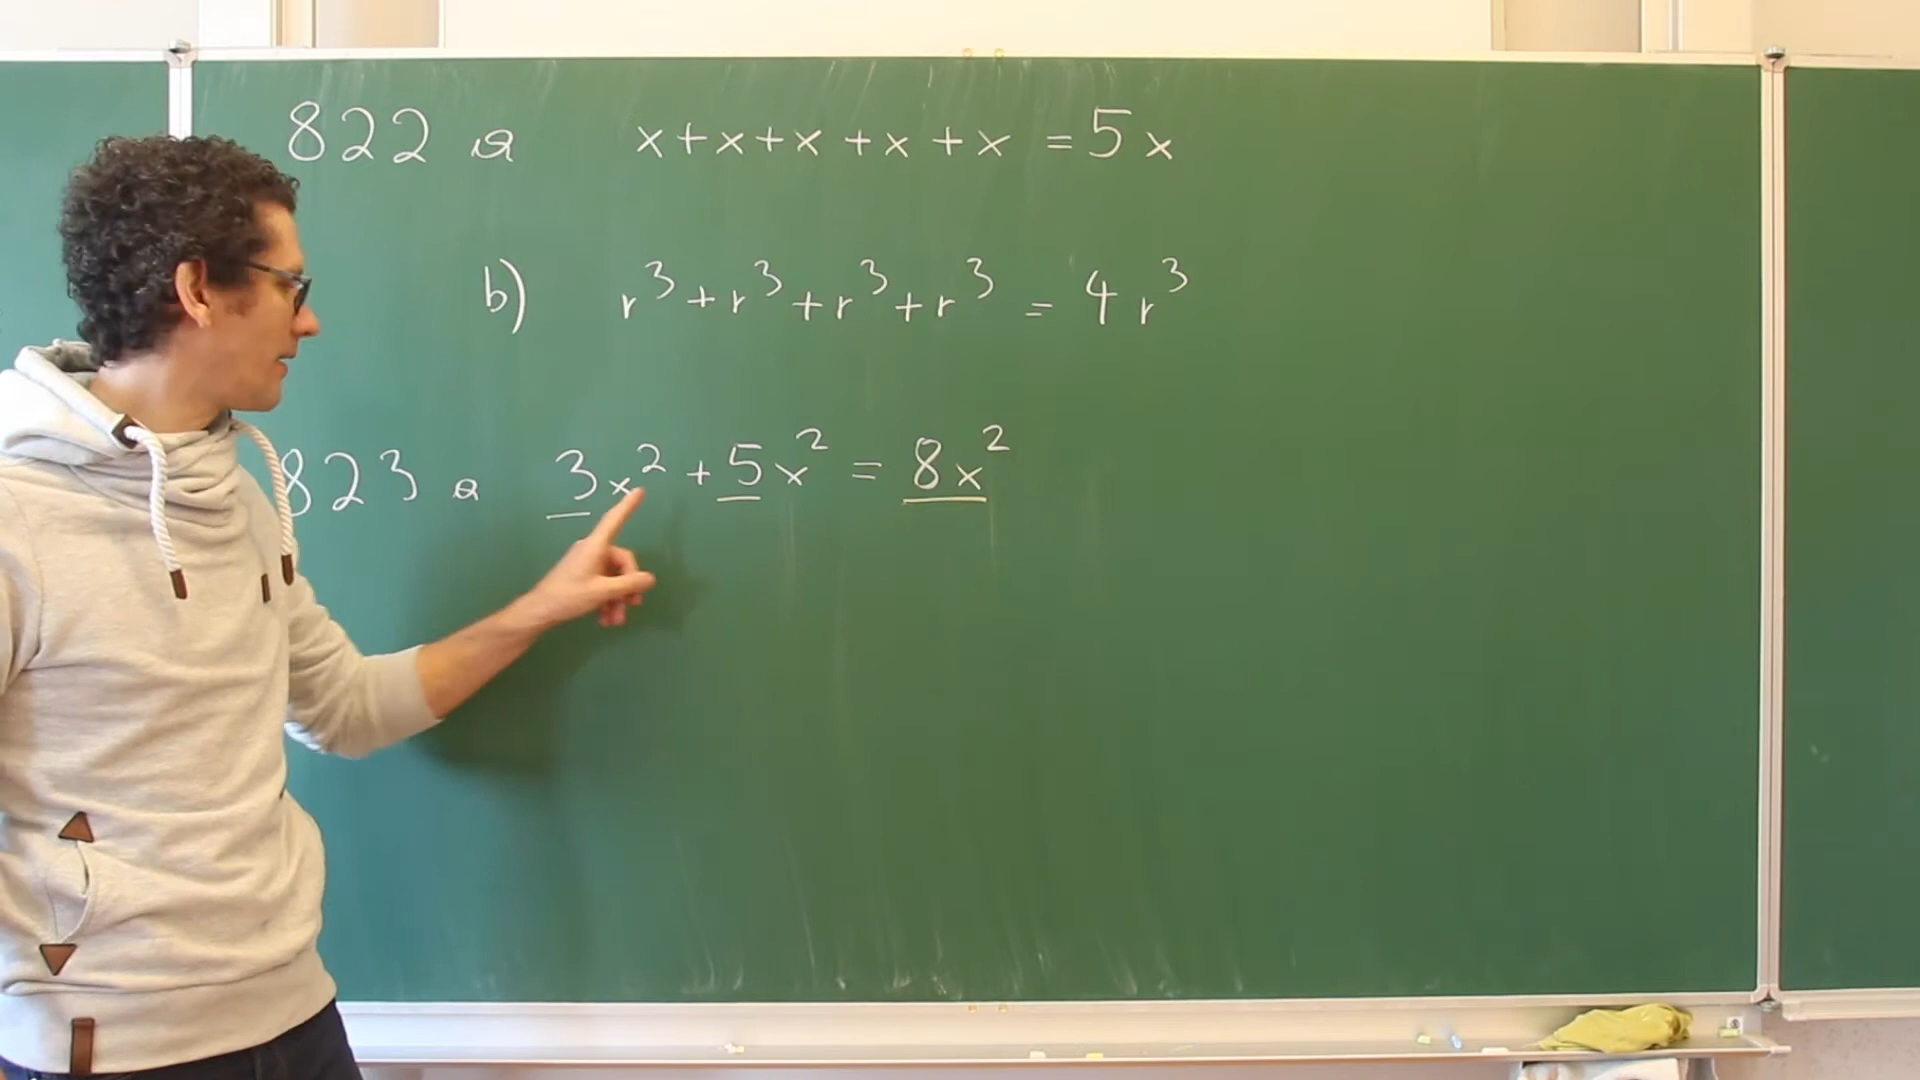 822 a x+x+x+x+x=5x
b) r³+r³+r³+r³=4r³
823 a 3x²+5x²=8x²